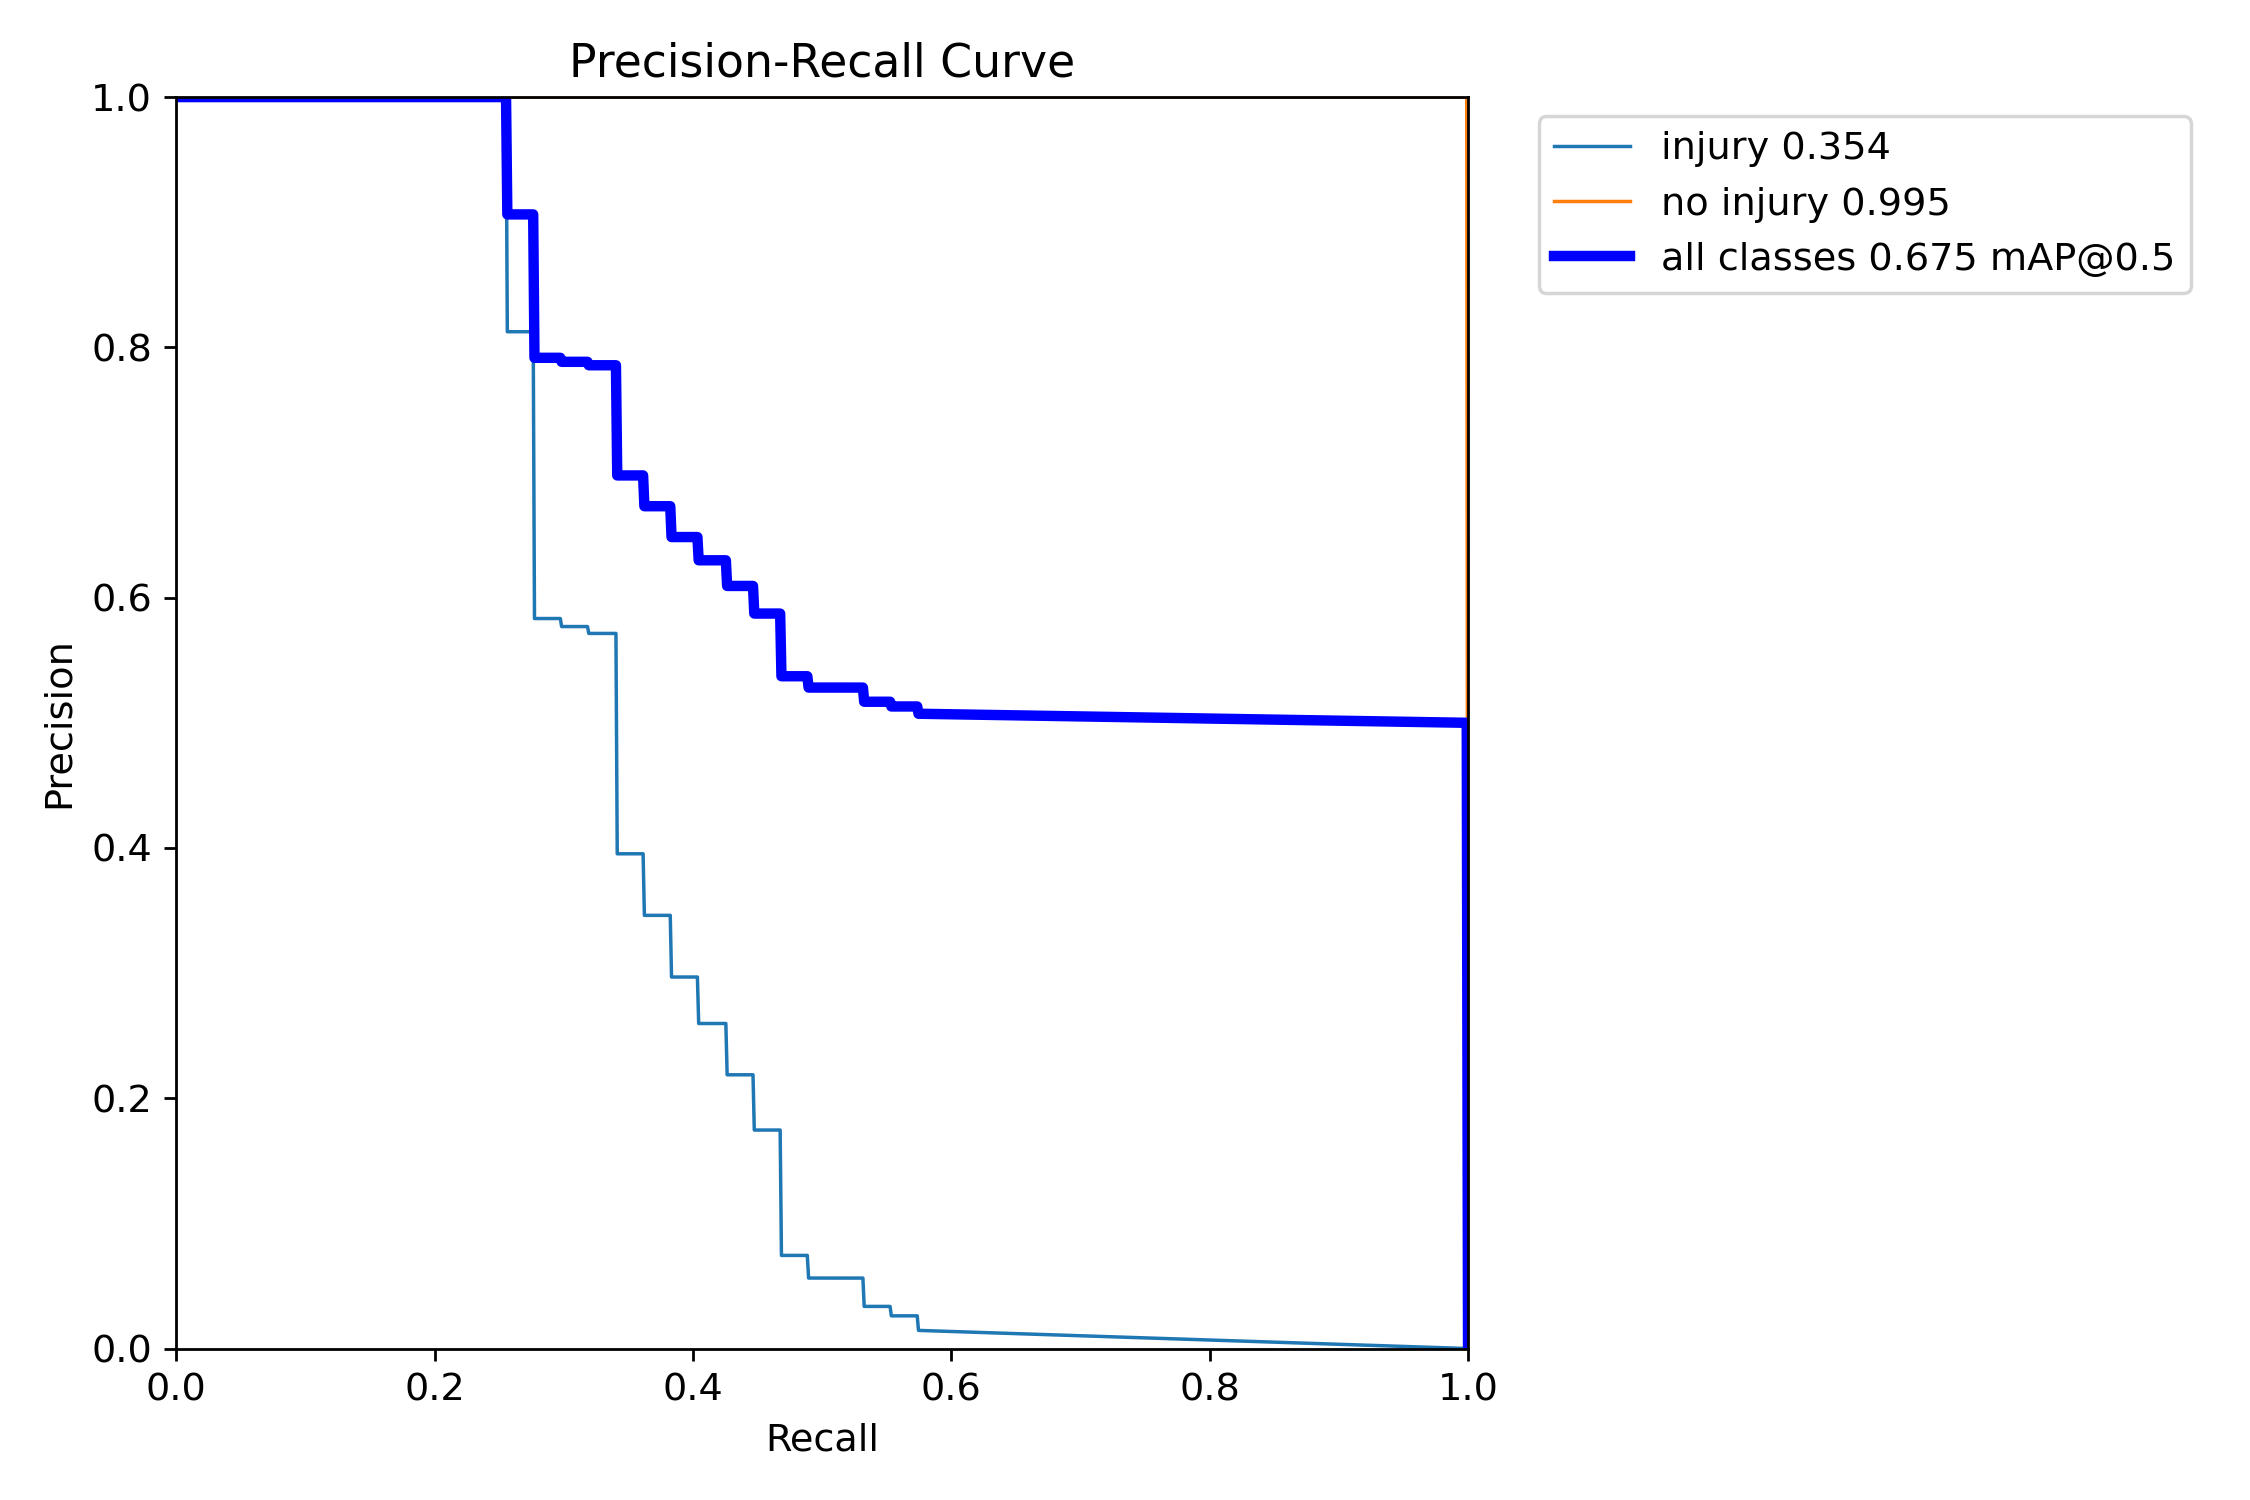 Precision-Recall Curve
1.0
0.8
0.6
0.4
0.2
0.0
Precision
0.0 0.2 0.4 0.6 0.8 1.0
Recall
injury 0.354
no injury 0.995
all classes 0.675 mAP@0.5